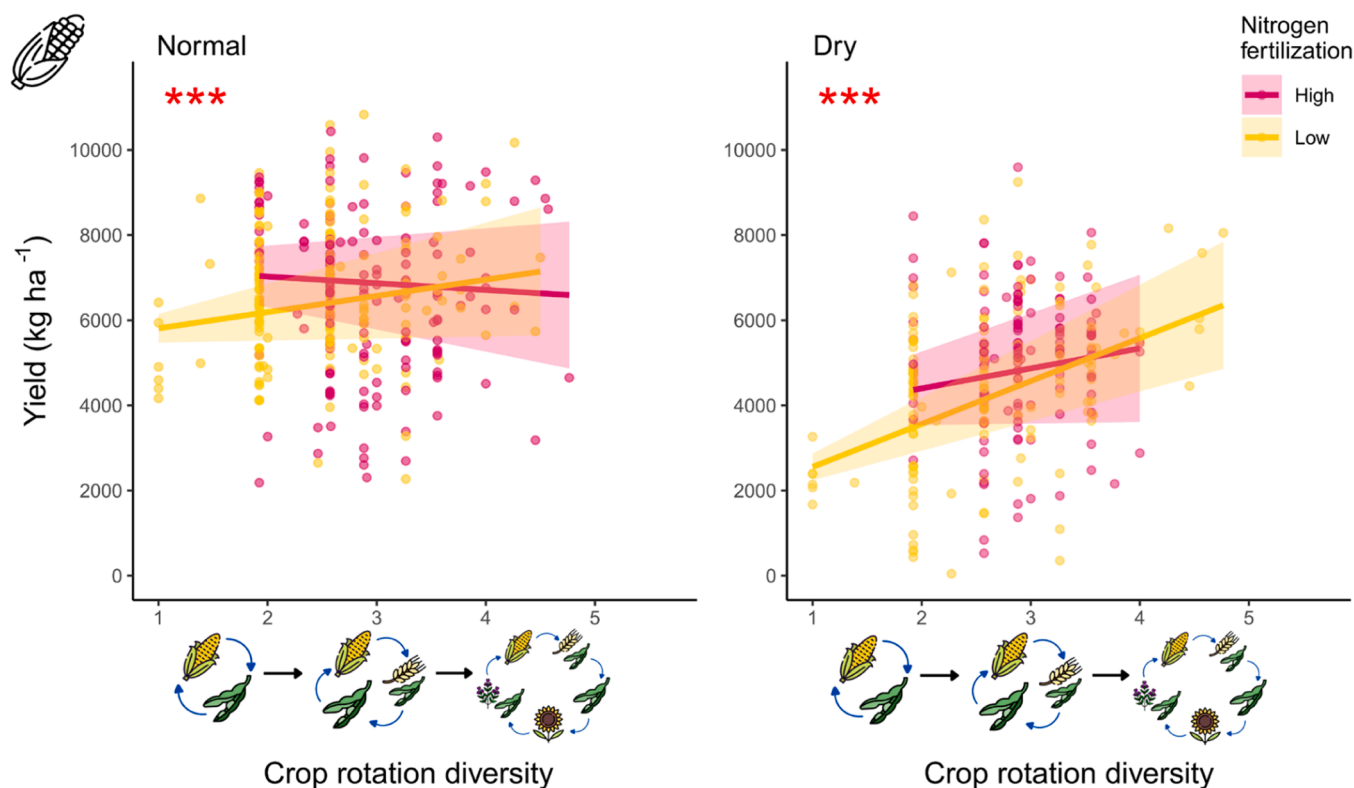 Normal
***
Dry
***
Nitrogen
fertilization
High
Low
Yield (kg ha⁻¹)
10000
8000
6000
4000
2000
0
1 2 3 4 5
Crop rotation diversity
10000
8000
6000
4000
2000
0
1 2 3 4 5
Crop rotation diversity